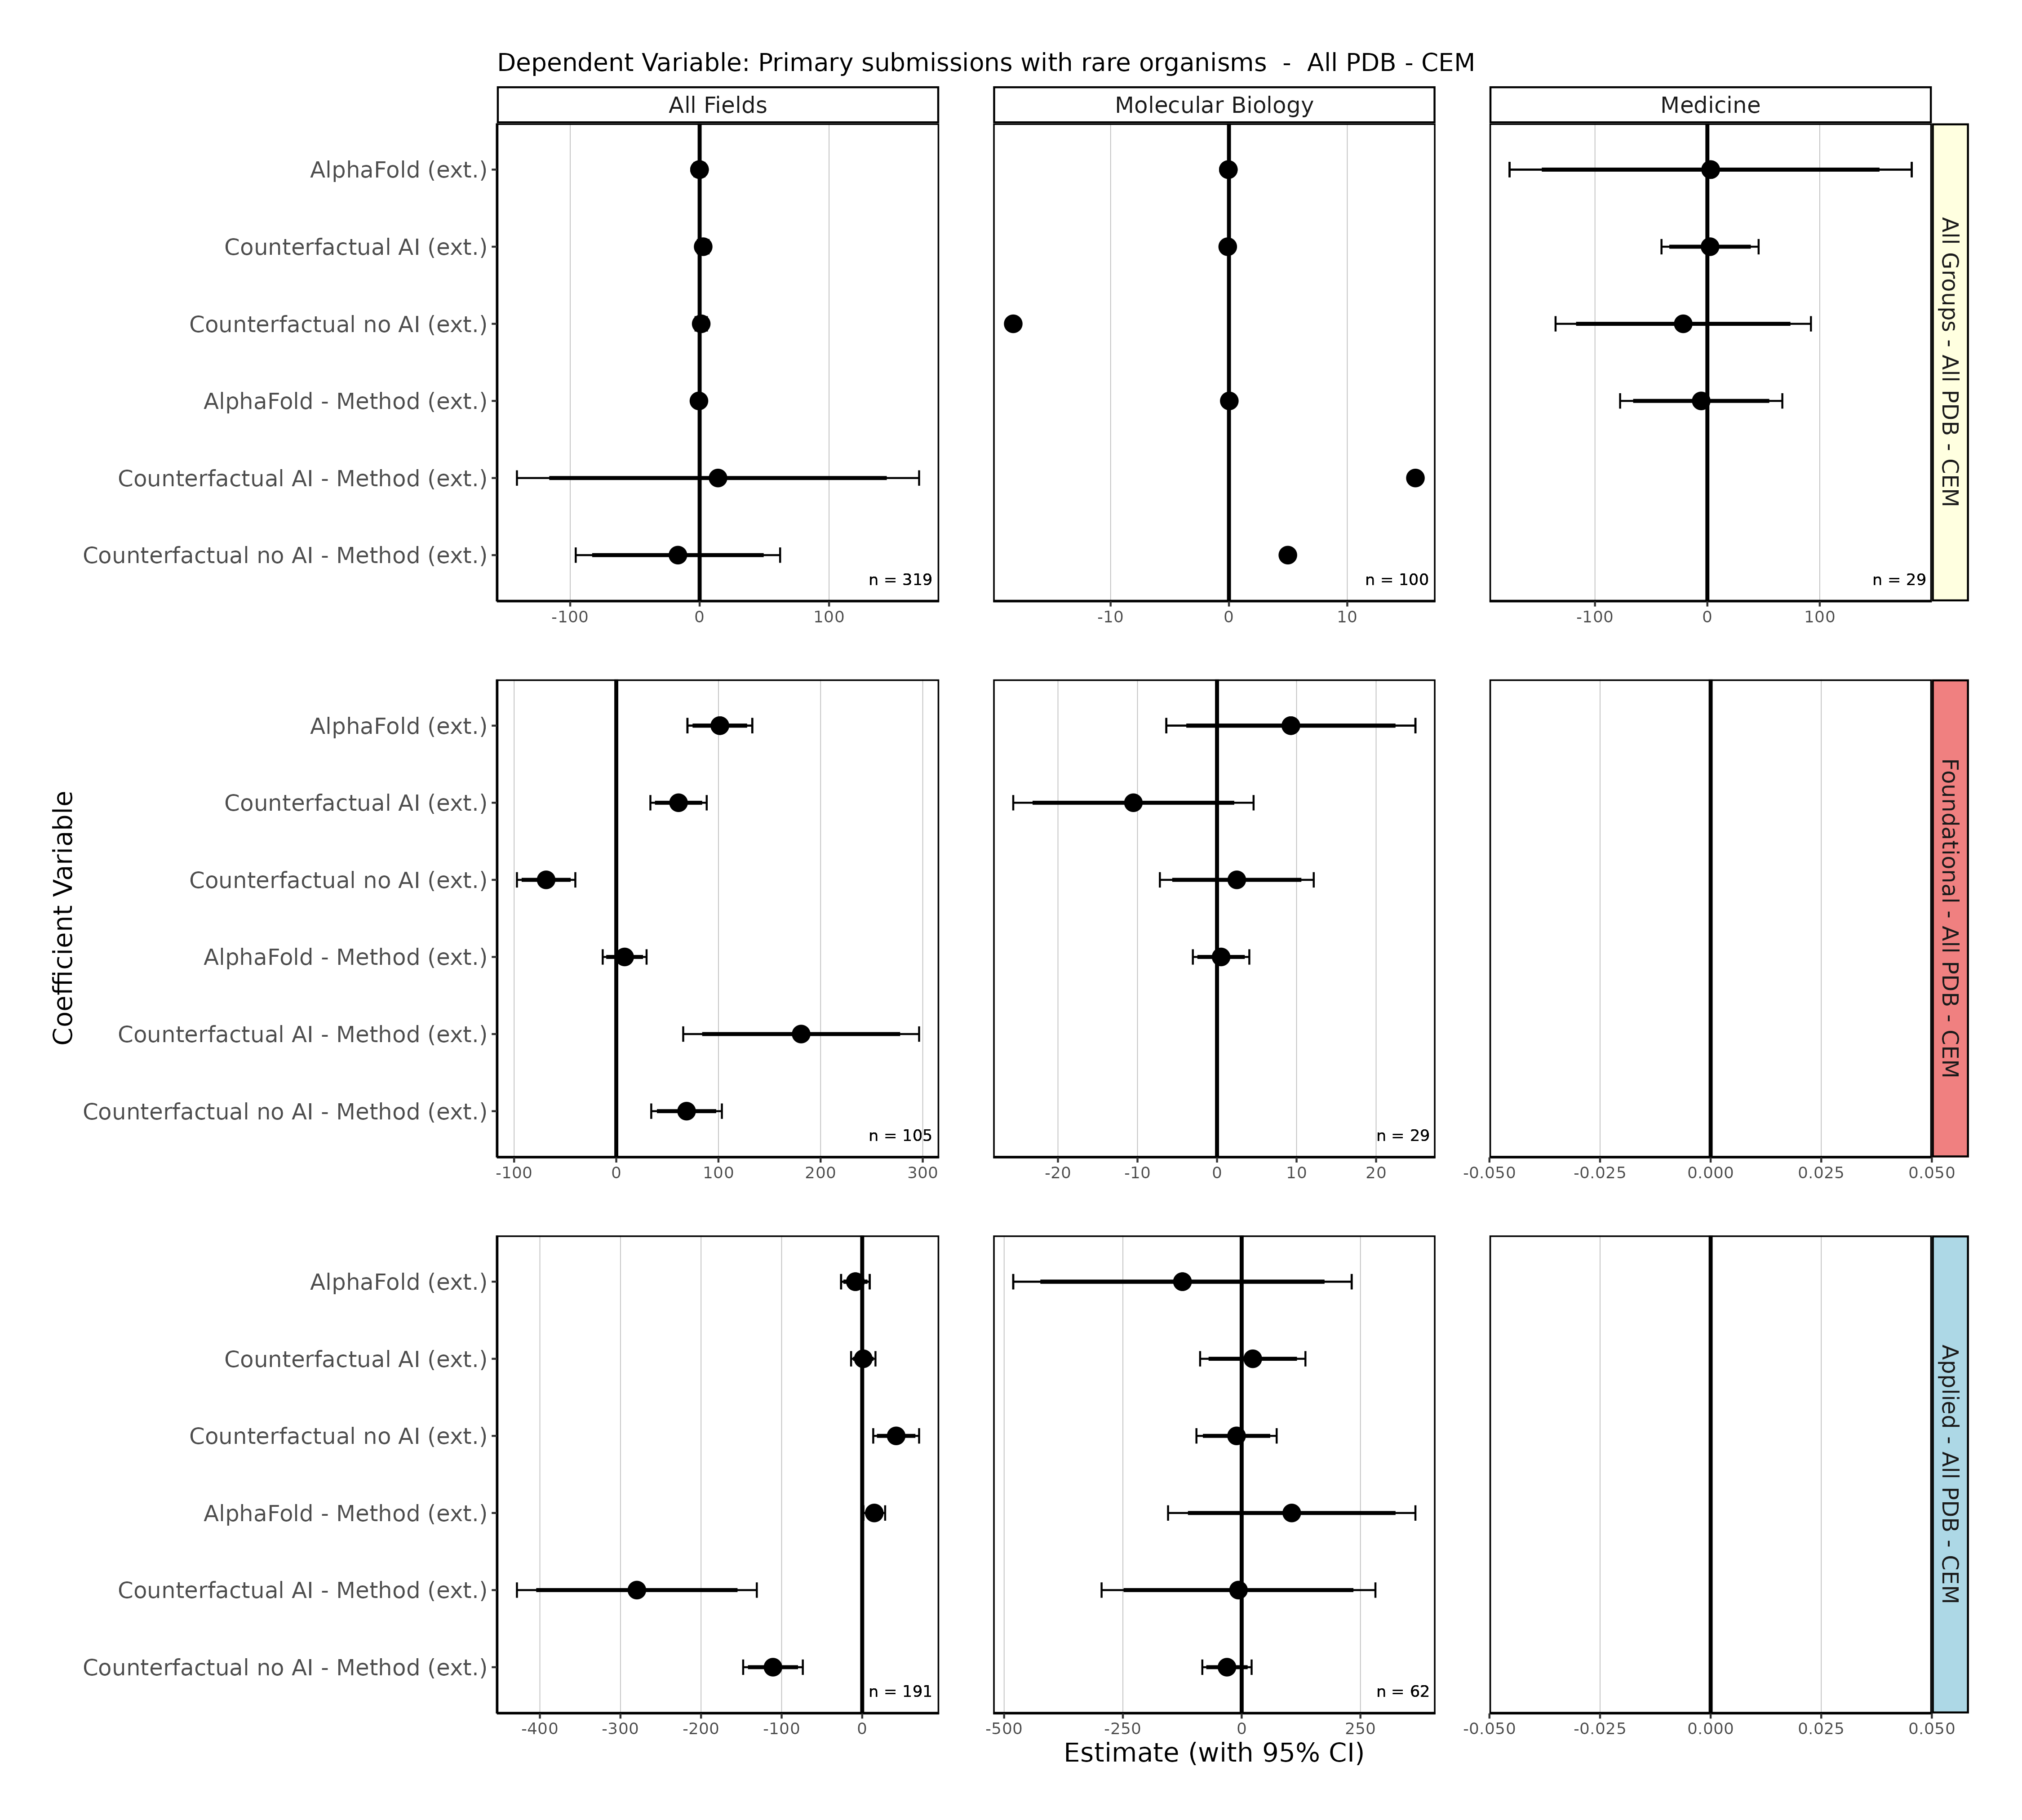 Dependent Variable: Primary submissions with rare organisms  -  All PDB - CEM
All Fields
Molecular Biology
Medicine
AlphaFold (ext.)
Counterfactual AI (ext.)
Counterfactual no AI (ext.)
AlphaFold - Method (ext.)
Counterfactual AI - Method (ext.)
Counterfactual no AI - Method (ext.)
n = 319
n = 100
n = 29
-100 0 100
-10 0 10
-100 0 100
All Groups - All PDB - CEM
Coefficient Variable
AlphaFold (ext.)
Counterfactual AI (ext.)
Counterfactual no AI (ext.)
AlphaFold - Method (ext.)
Counterfactual AI - Method (ext.)
Counterfactual no AI - Method (ext.)
n = 105
n = 29
-100 0 100 200 300
-20 -10 0 10 20
-0.050 -0.025 0.000 0.025 0.050
Foundational - All PDB - CEM
AlphaFold (ext.)
Counterfactual AI (ext.)
Counterfactual no AI (ext.)
AlphaFold - Method (ext.)
Counterfactual AI - Method (ext.)
Counterfactual no AI - Method (ext.)
n = 191
n = 62
-400 -300 -200 -100 0
-500 -250 0 250
-0.050 -0.025 0.000 0.025 0.050
Applied - All PDB - CEM
Estimate (with 95% CI)